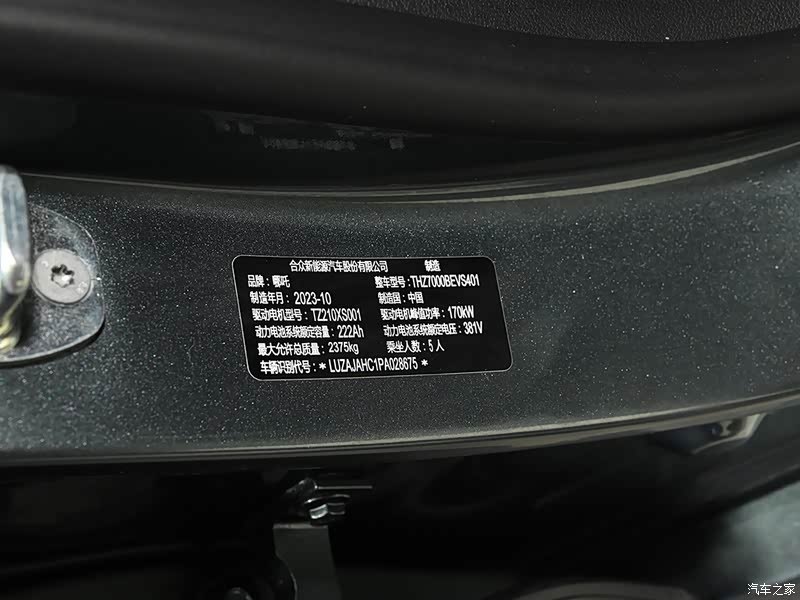 合众新能源汽车股份有限公司 制造
品牌：哪吒 整车型号：THZ7000BEVS401
制造年月：2023-10 制造国：中国
驱动电机型号：TZ210XS001 驱动电机峰值功率：170kW
动力电池系统额定容量：222Ah 动力电池系统额定电压：381V
最大允许总质量：2375kg 乘坐人数：5人
车辆识别代号：*LUZAJAHC1PA028675*
汽车之家